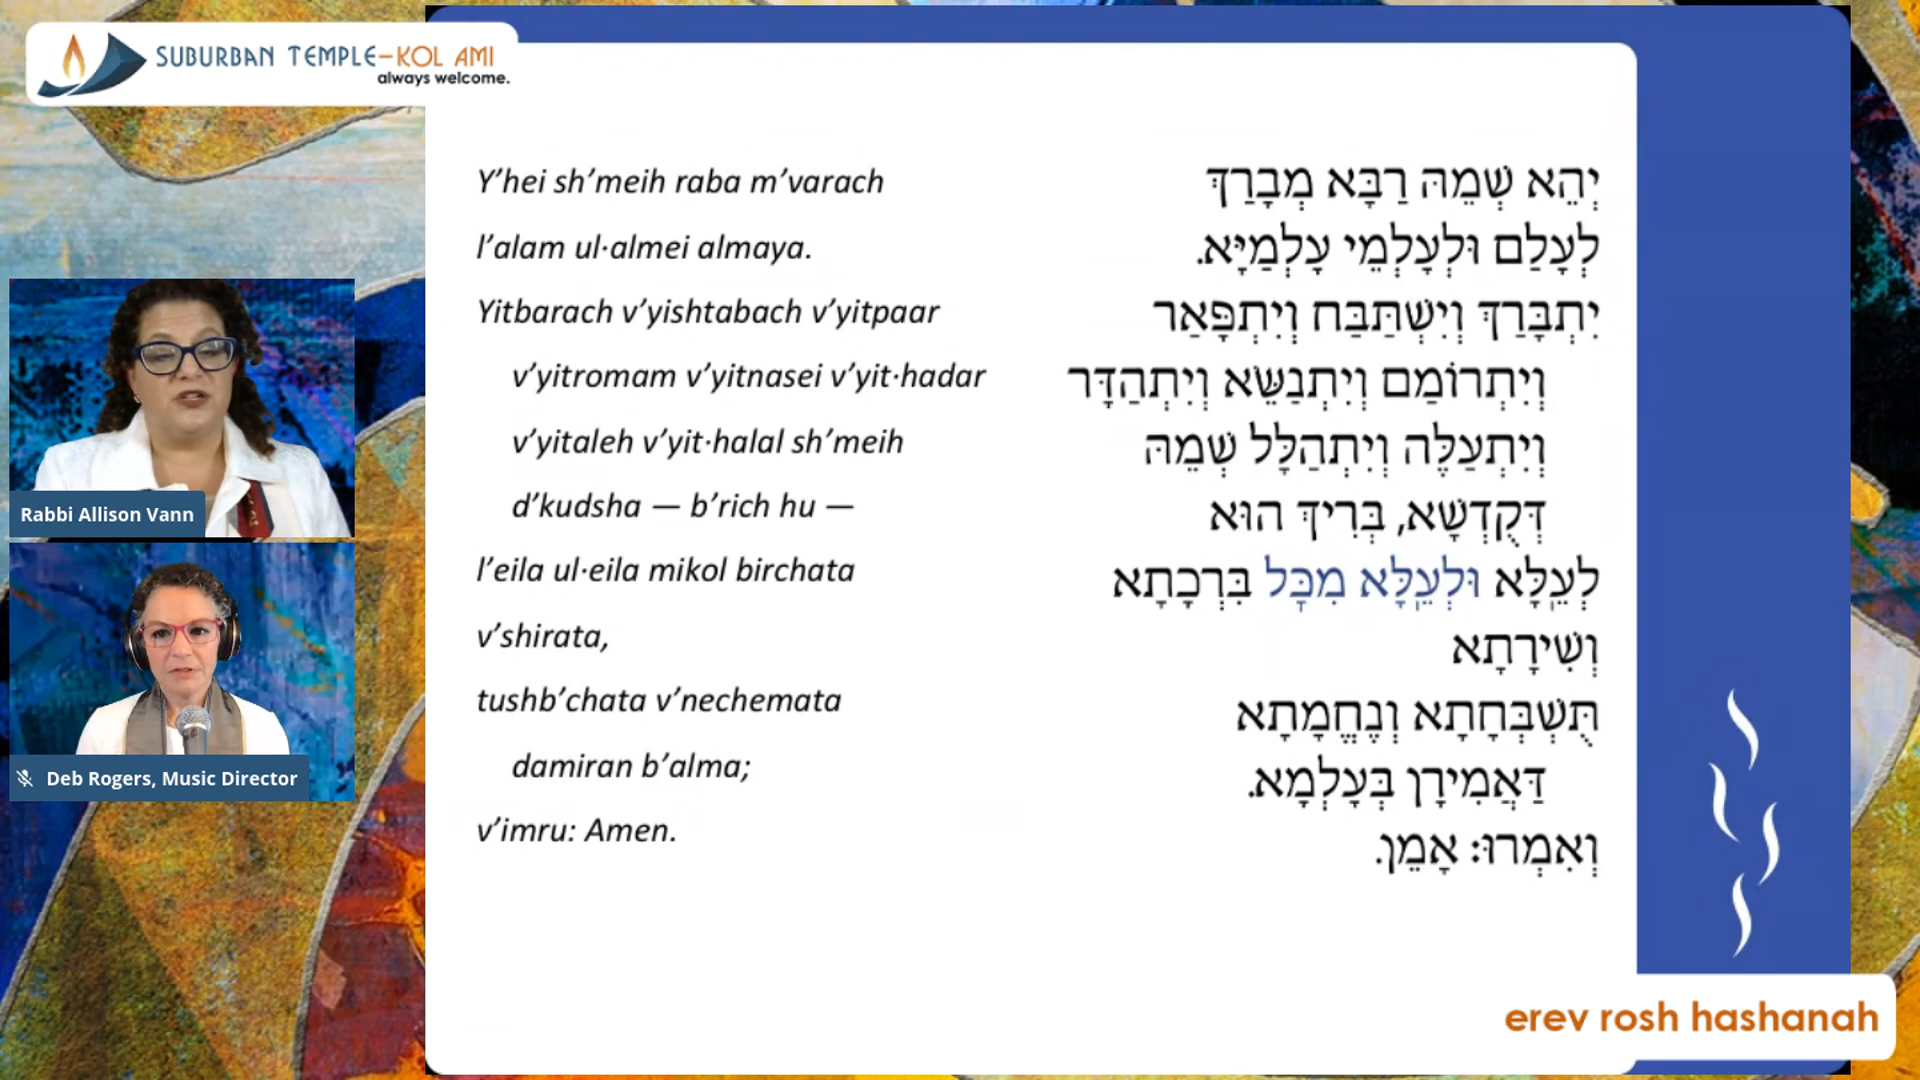 SUBURBAN TEMPLE–KOL AMI
always welcome.
Y’hei sh’meih raba m’varach
l’alam ul·almei almaya.
Yitbarach v’yishtabach v’yitpaar
v’yitromam v’yitnasei v’yit·hadar
v’yitaleh v’yit·halal sh’meih
d’kudsha — b’rich hu —
l’eila ul·eila mikol birchata
v’shirata,
tushb’chata v’nechemata
damiran b’alma;
v’imru: Amen.
יְהֵא שְׁמֵהּ רַבָּא מְבָרַךְ
לְעָלַם וּלְעָלְמֵי עָלְמַיָּא.
יִתְבָּרַךְ וְיִשְׁתַּבַּח וְיִתְפָּאַר
וְיִתְרוֹמַם וְיִתְנַשֵּׂא וְיִתְהַדָּר
וְיִתְעַלֶּה וְיִתְהַלָּל שְׁמֵהּ
דְּקֻדְשָׁא, בְּרִיךְ הוּא
לְעֵֽלָּא וּלְעֵֽלָּא מִכָּל בִּרְכָתָא
וְשִׁירָתָא
תֻּשְׁבְּחָתָא וְנֶחֱמָתָא
דַּאֲמִירָן בְּעָלְמָא.
וְאִמְרוּ: אָמֵן.
Rabbi Allison Vann
Deb Rogers, Music Director
erev rosh hashanah